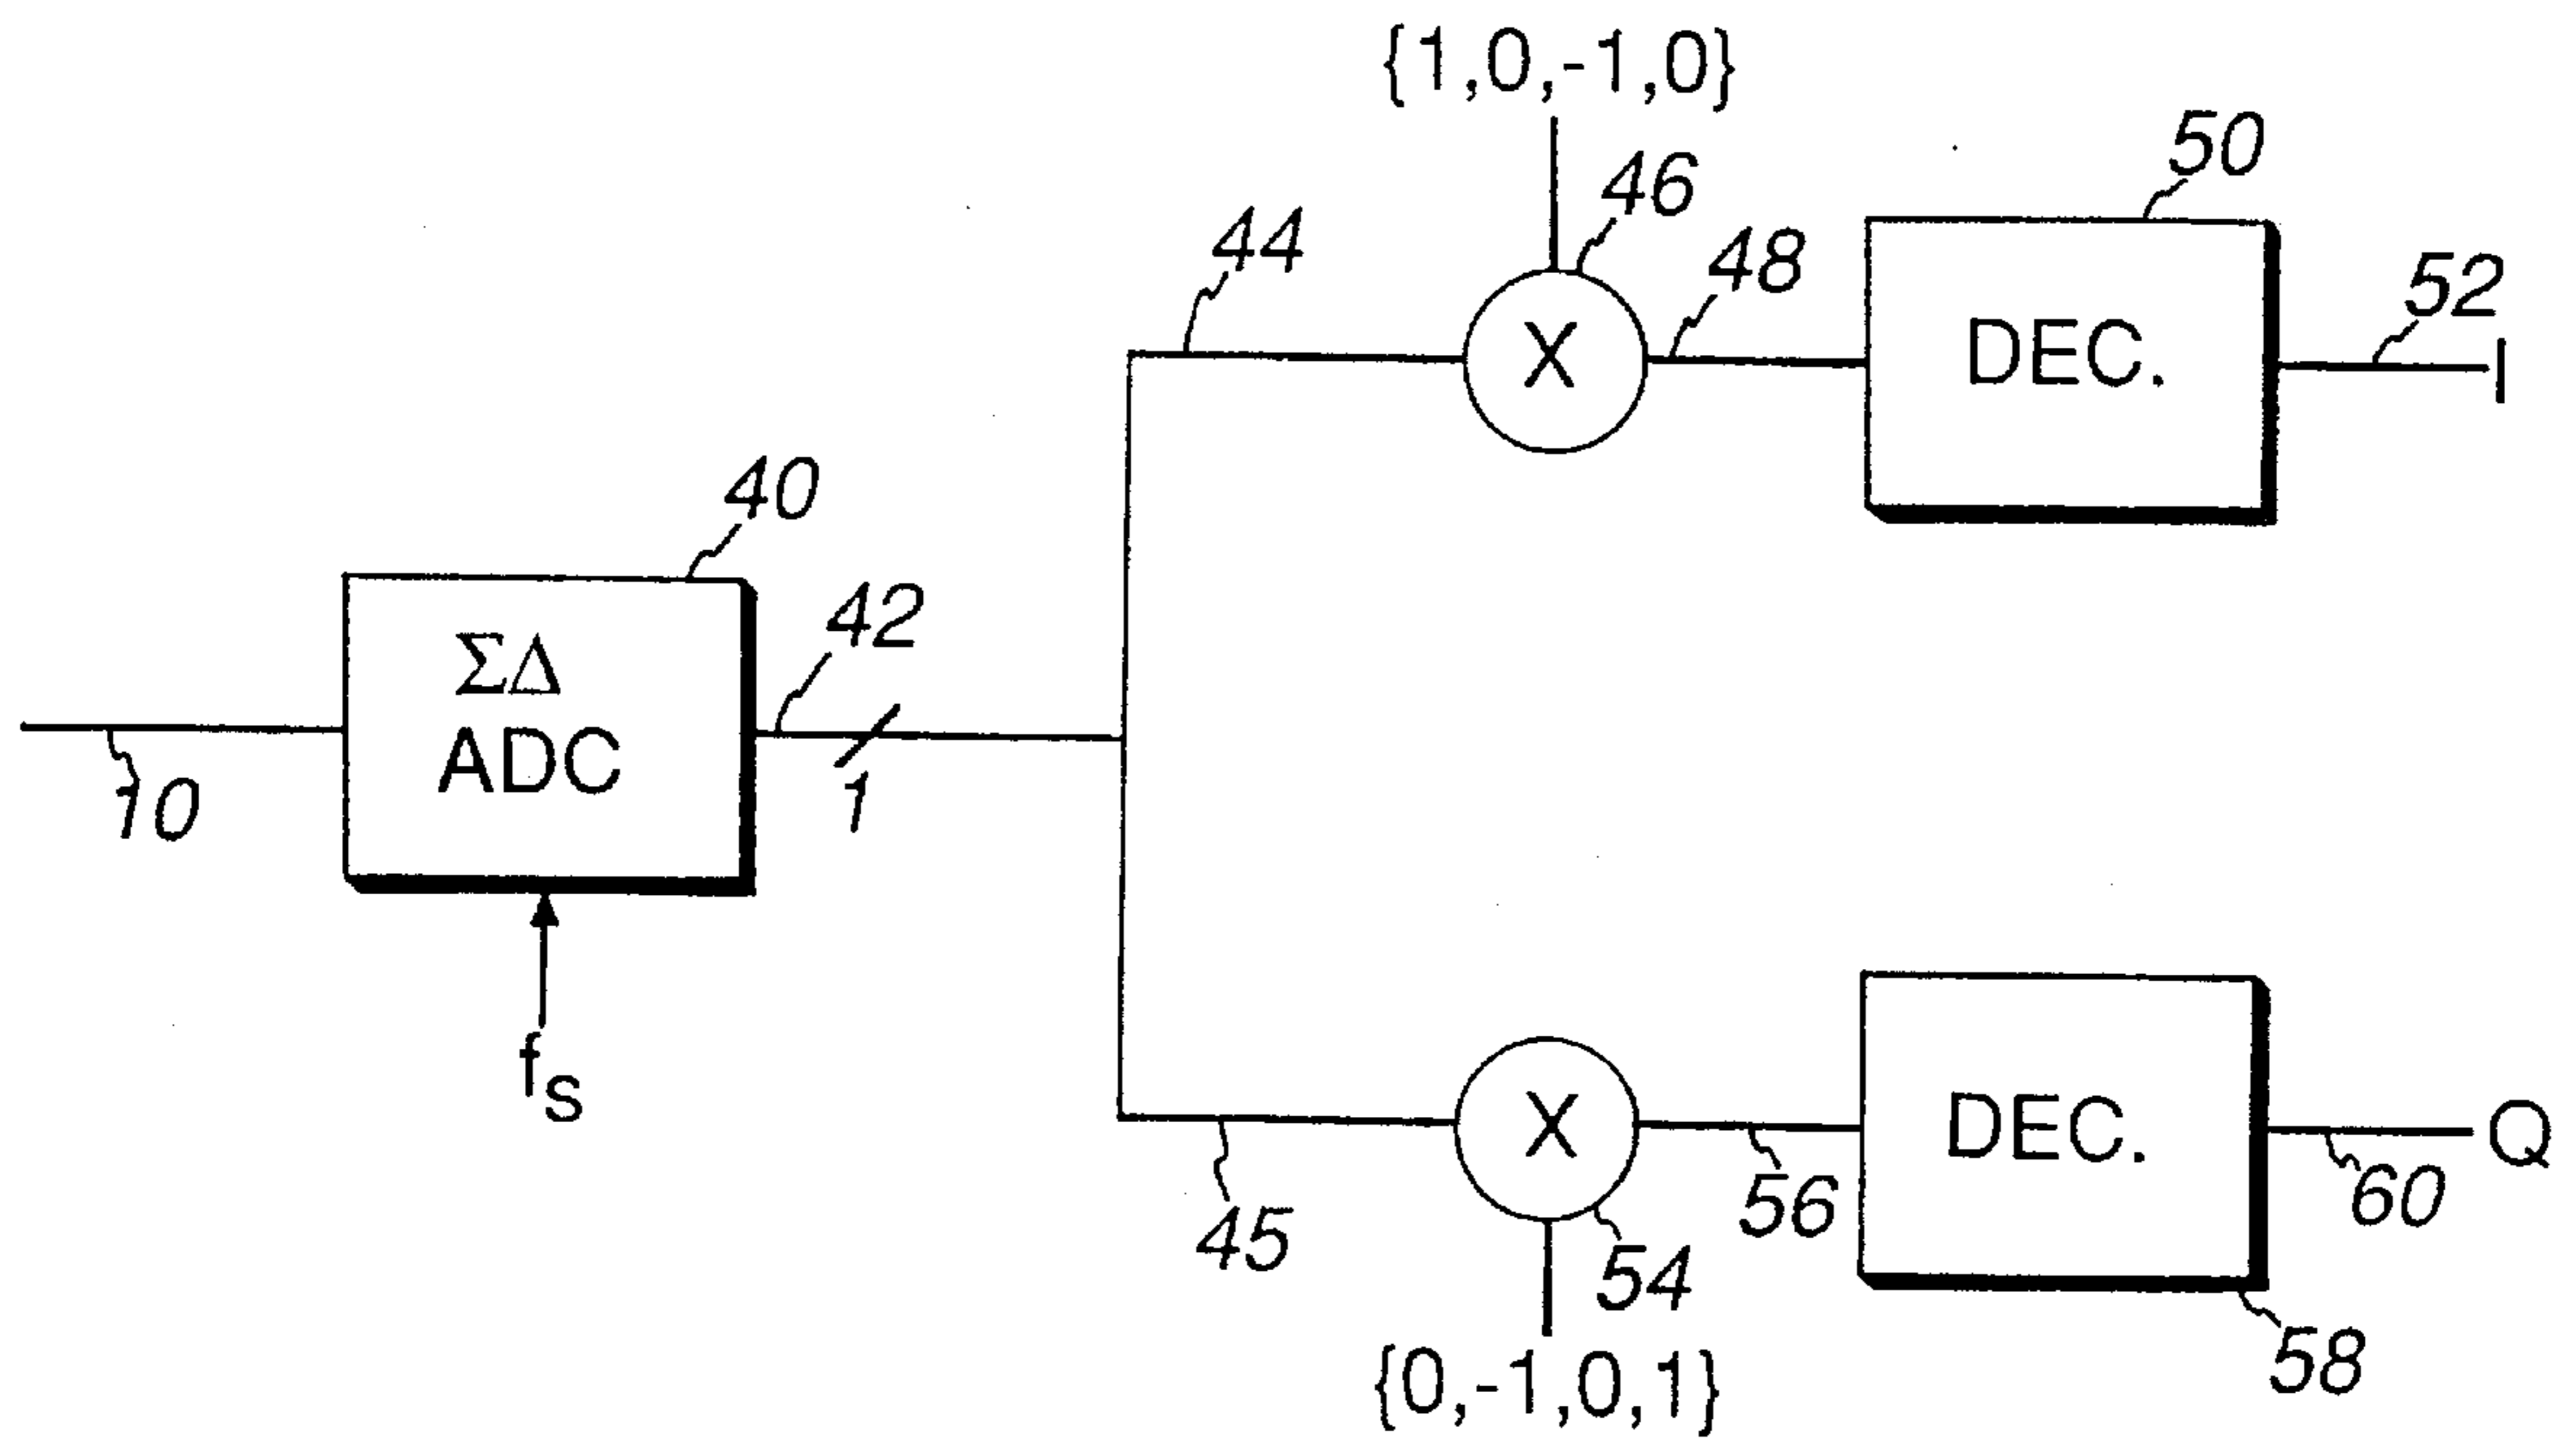 {1,0,-1,0}
50
46
44
48
52
X
DEC.
I
40
42
ΣΔ
ADC
10
1
fS
X
DEC.
Q
45
56
60
54
{0,-1,0,1}
58